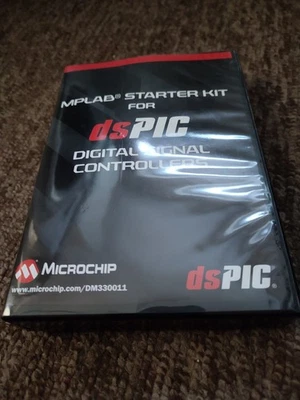 MPLAB® STARTER KIT
FOR
dsPIC
DIGITAL SIGNAL
CONTROLLERS
MICROCHIP
www.microchip.com/DM330011
dsPIC®